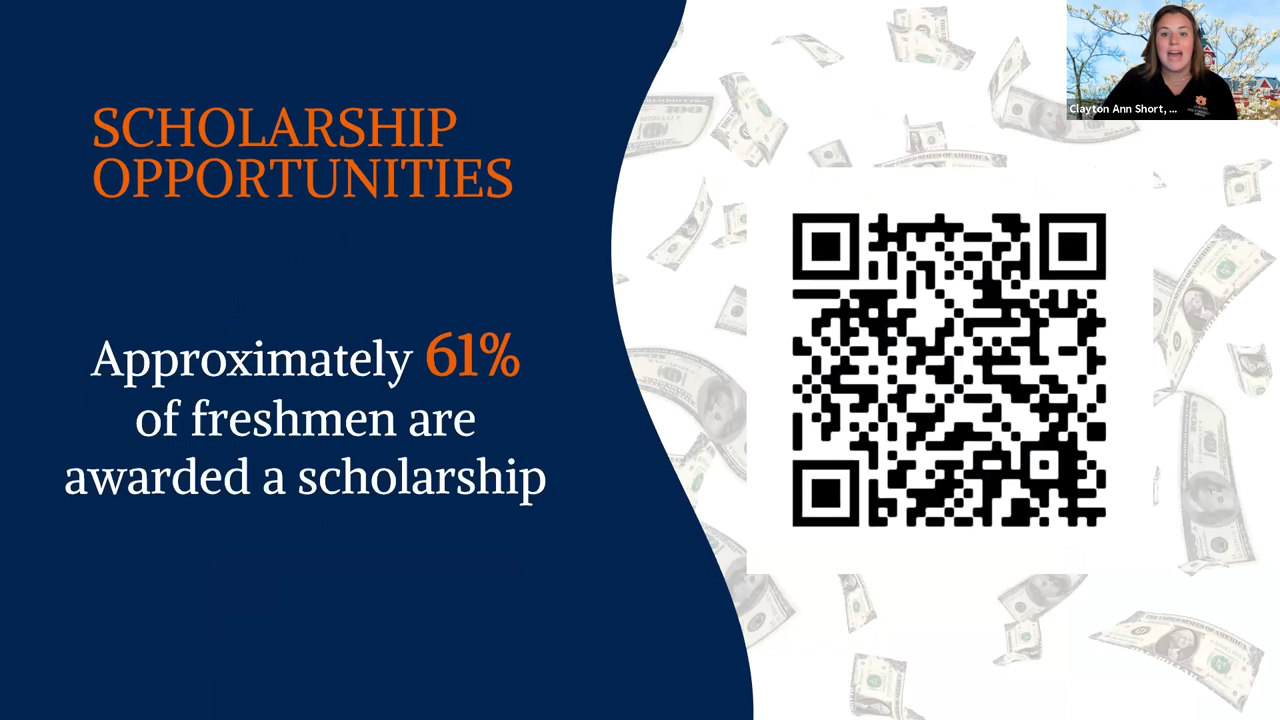 SCHOLARSHIP
OPPORTUNITIES
Approximately 61%
of freshmen are
awarded a scholarship
Clayton Ann Short, ...